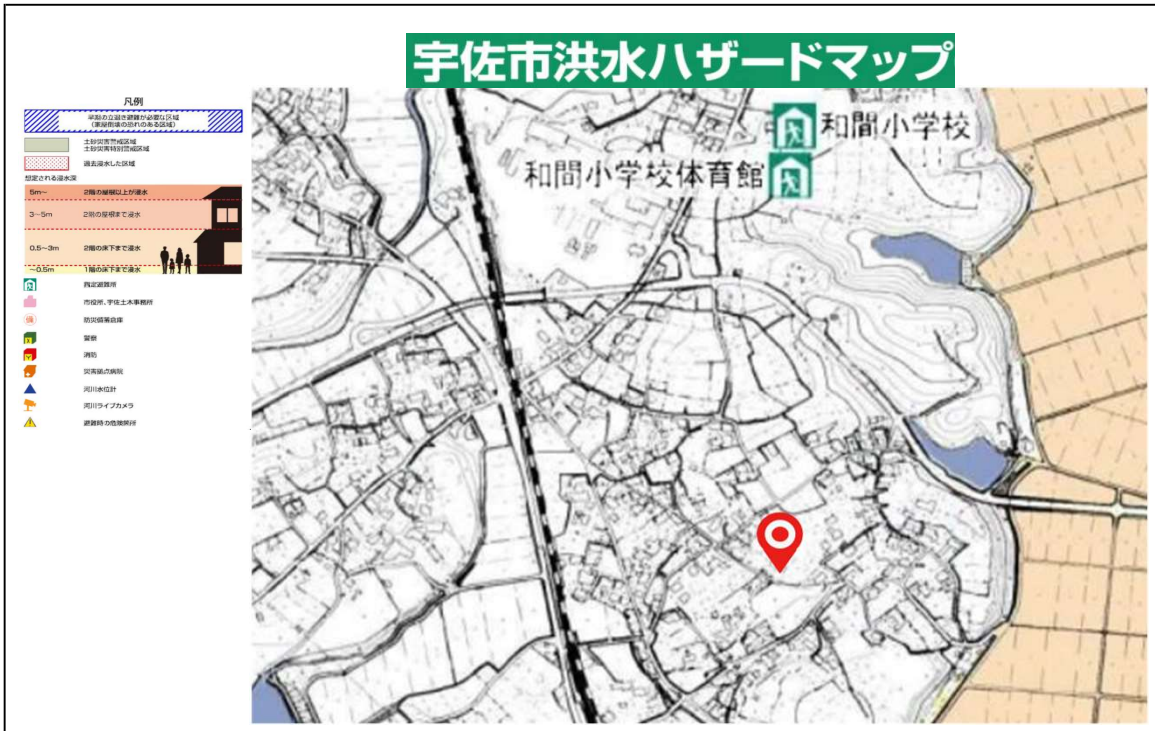 宇佐市洪水ハザードマップ
凡例
早期の立退き避難が必要な区域
(家屋倒壊の恐れのある区域)
土砂災害警戒区域
土砂災害特別警戒区域
過去浸水した区域
想定される浸水深
5m~ 2階の屋根以上が浸水
3~5m 2階の屋根まで浸水
0.5~3m 2階の床下まで浸水
~0.5m 1階の床下まで浸水
指定避難所
市役所、宇佐土木事務所
防災備蓄倉庫
警察
消防
災害拠点病院
河川水位計
河川ライブカメラ
避難時の危険箇所
和間小学校
和間小学校体育館